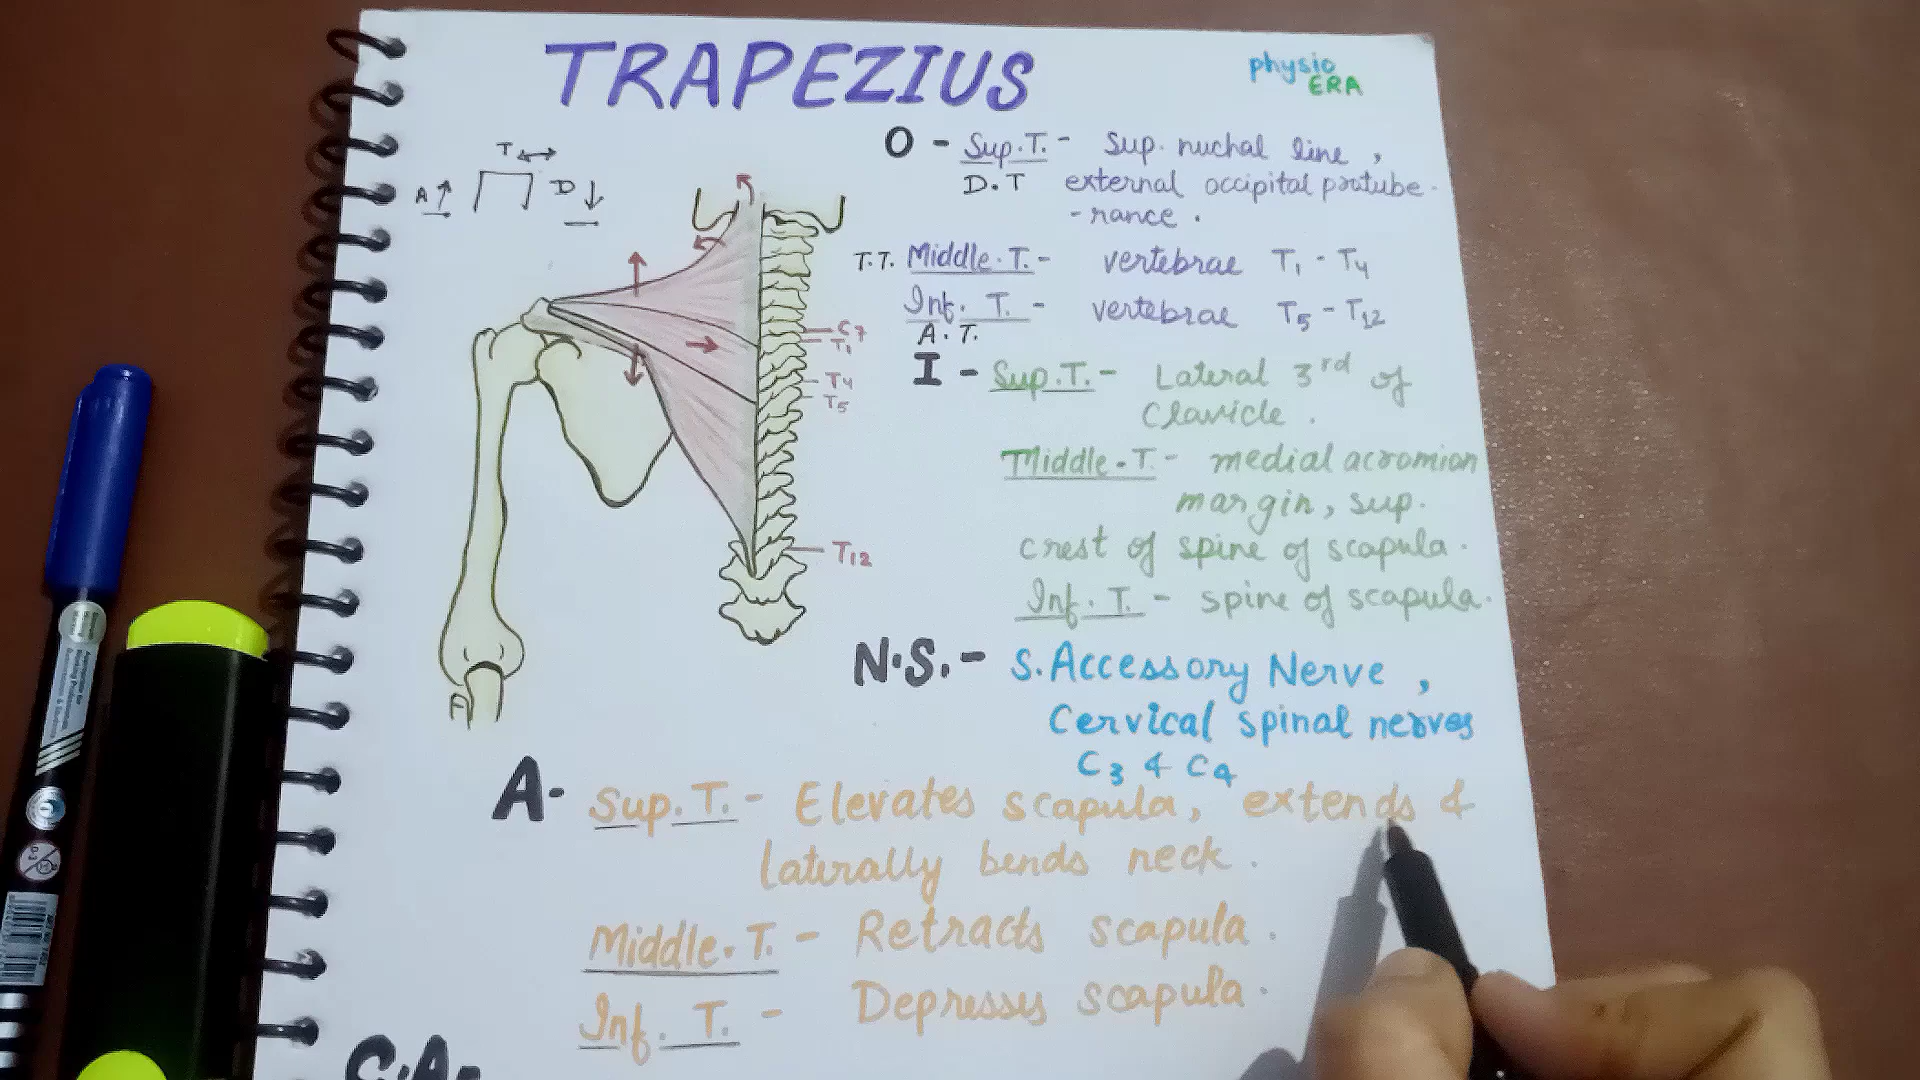 TRAPEZIUS
physio
ERA
T
A D
O - Sup.T. - Sup. nuchal line,
D.T external occipital protube-
-rance.
T.T. Middle.T. - vertebrae T1 - T4
Inf. T. - vertebrae T5 - T12
A.T.
C7
T1
T4
T5
T12
I - Sup.T. - Lateral 3rd of
Clavicle.
Middle.T. - medial acromian
margin, sup.
crest of spine of scapula.
Inf. T. - spine of scapula.
N.S. - S.Accessory Nerve,
Cervical spinal nerves
C3 & C4
A- Sup.T. - Elevates scapula, extends &
laterally bends neck.
Middle.T. - Retracts scapula.
Inf. T. - Depresses scapula.
C.A-